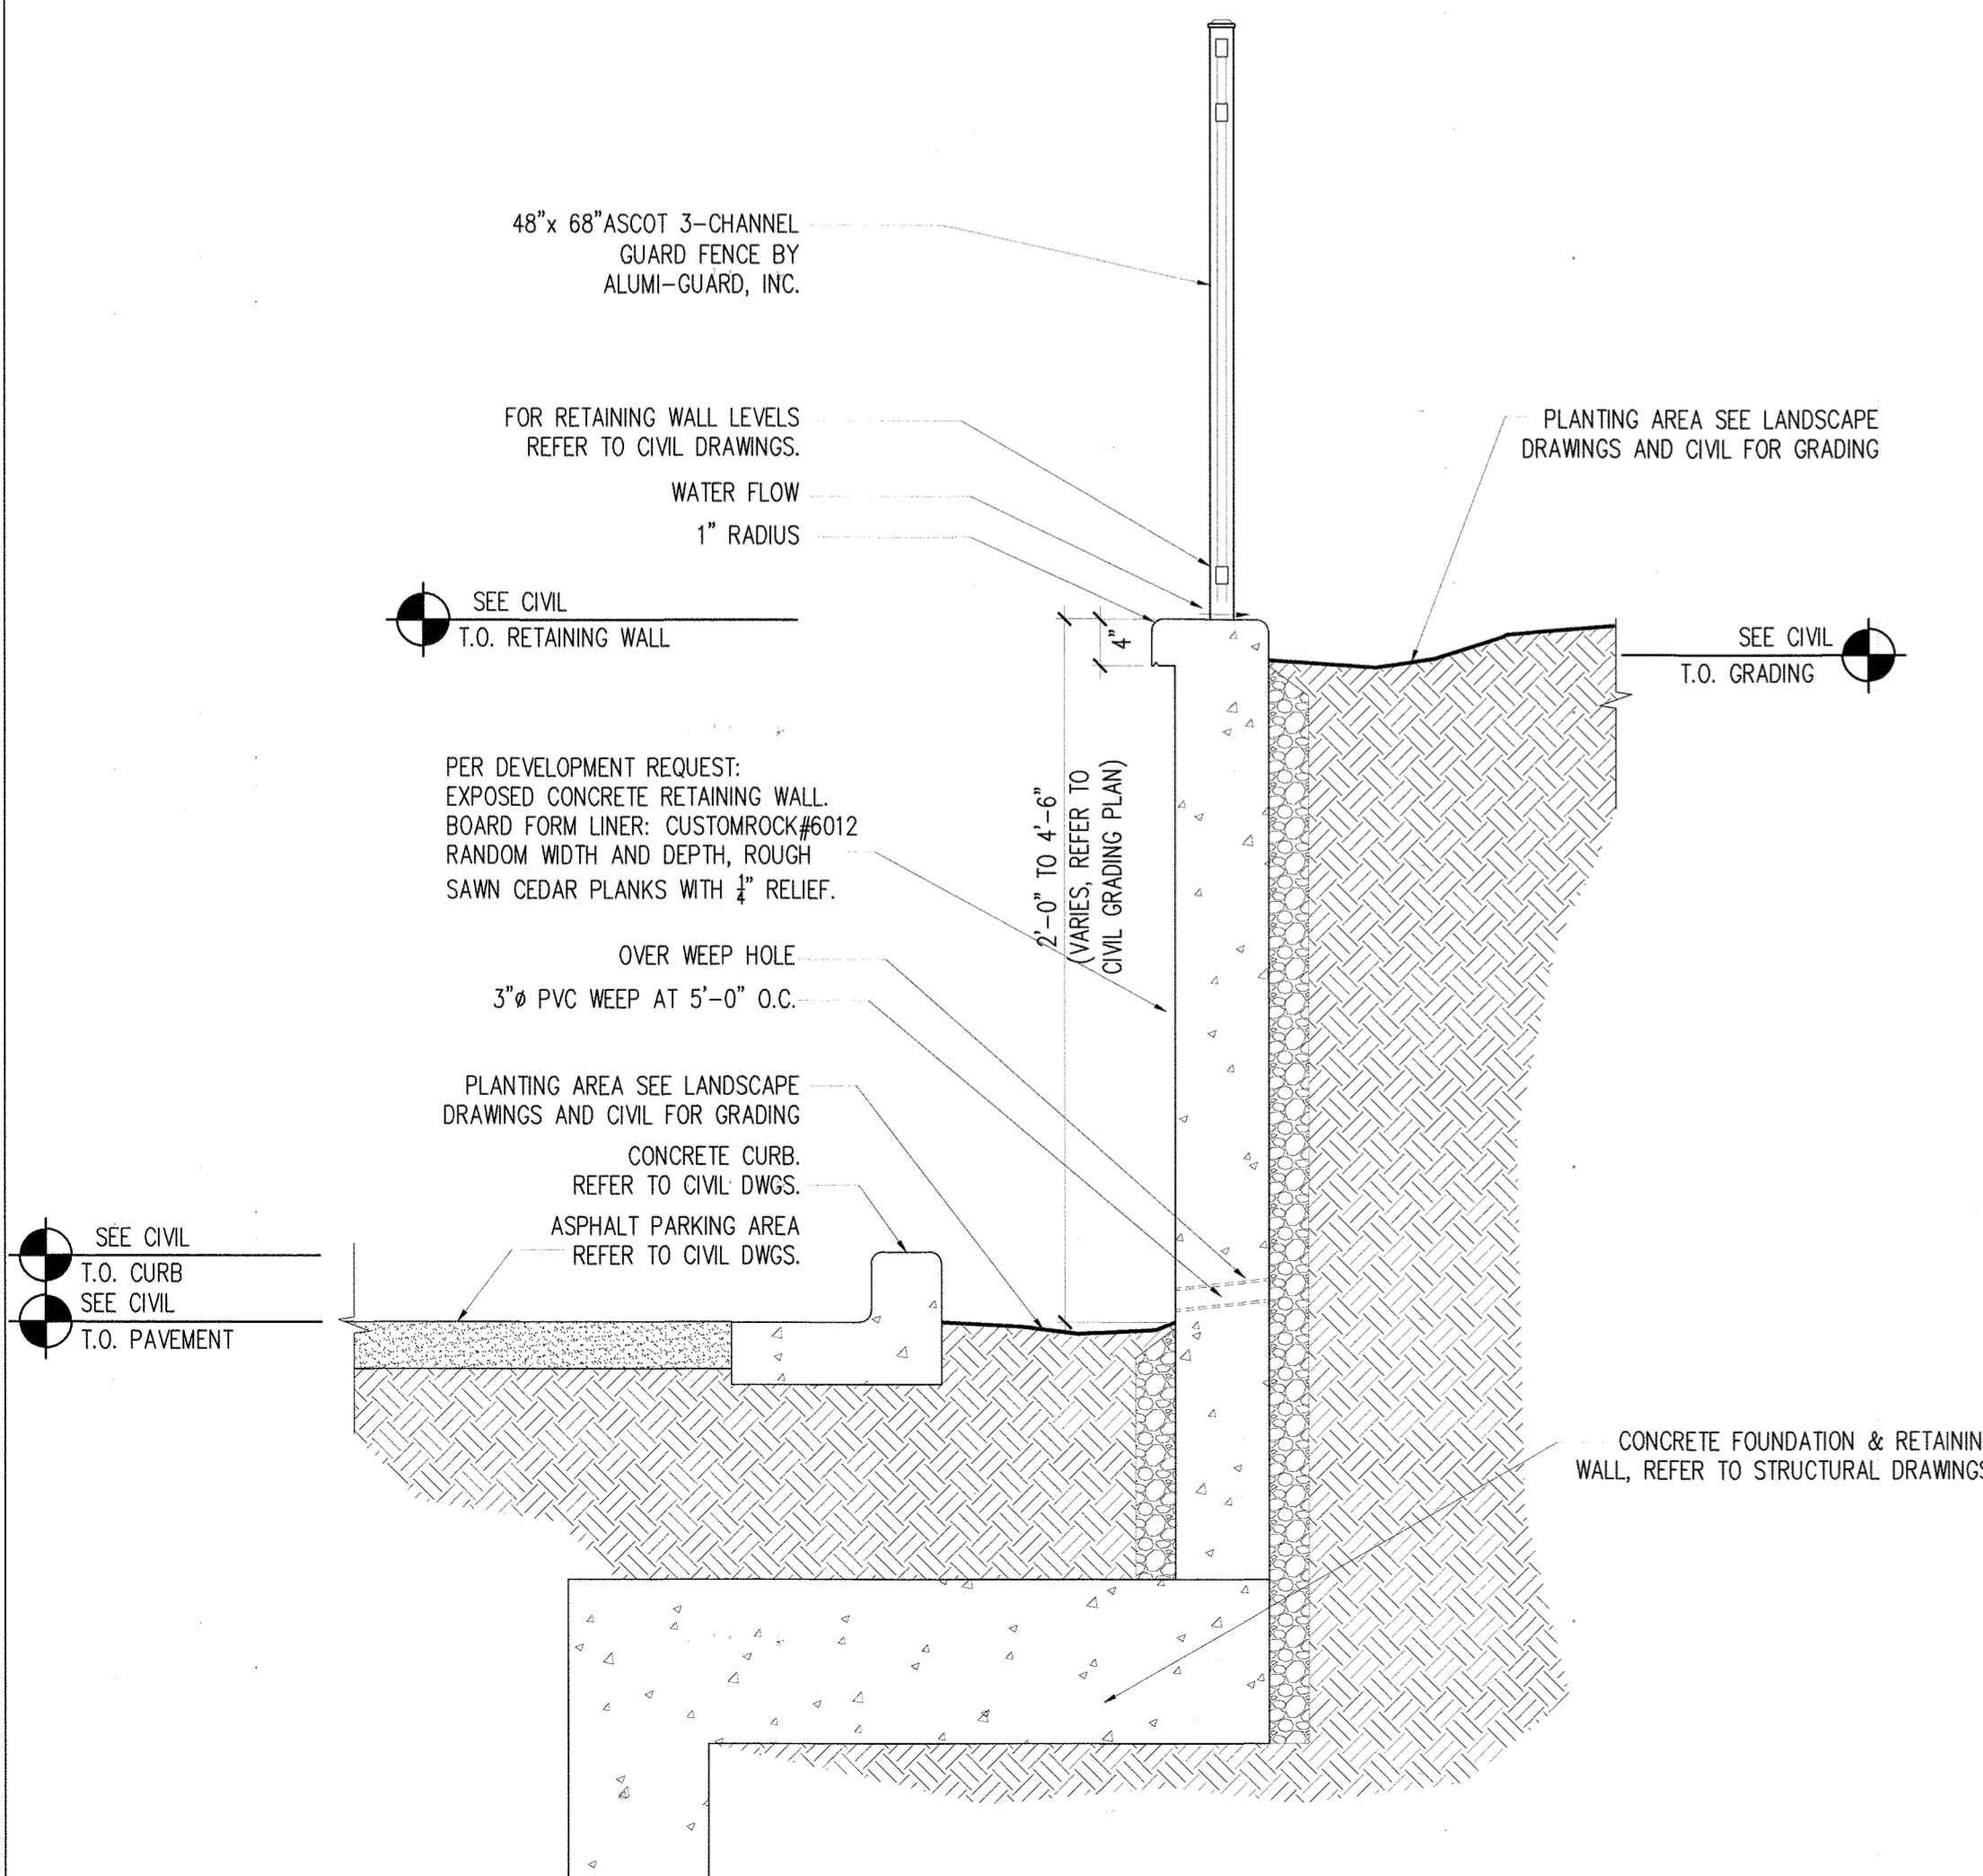 48"x 68"ASCOT 3-CHANNEL
GUARD FENCE BY
ALUMI-GUARD, INC.
FOR RETAINING WALL LEVELS
REFER TO CIVIL DRAWINGS.
WATER FLOW
1" RADIUS
PLANTING AREA SEE LANDSCAPE
DRAWINGS AND CIVIL FOR GRADING
SEE CIVIL
T.O. RETAINING WALL
4"
SEE CIVIL
T.O. GRADING
PER DEVELOPMENT REQUEST:
EXPOSED CONCRETE RETAINING WALL.
BOARD FORM LINER: CUSTOMROCK#6012
RANDOM WIDTH AND DEPTH, ROUGH
SAWN CEDAR PLANKS WITH ¼" RELIEF.
2'-0" TO 4'-6"
(VARIES, REFER TO
CIVIL GRADING PLAN)
OVER WEEP HOLE
3"ø PVC WEEP AT 5'-0" O.C.
PLANTING AREA SEE LANDSCAPE
DRAWINGS AND CIVIL FOR GRADING
CONCRETE CURB.
REFER TO CIVIL DWGS.
ASPHALT PARKING AREA
REFER TO CIVIL DWGS.
SEE CIVIL
T.O. CURB
SEE CIVIL
T.O. PAVEMENT
CONCRETE FOUNDATION & RETAININ
WALL, REFER TO STRUCTURAL DRAWINGS